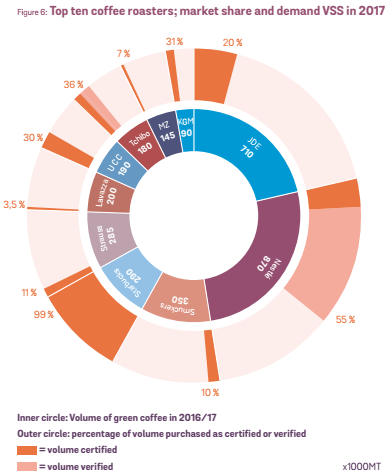 Figure 6: Top ten coffee roasters; market share and demand VSS in 2017
31 %
20 %
7 %
36 %
30 %
3,5 %
11 %
99 %
10 %
55 %
JDE
710
Nestlé
870
Smuckers
350
Starbucks
290
Strauss
285
Lavazza
200
UCC
190
Tchibo
180
MZ
145
KGM
90
Inner circle: Volume of green coffee in 2016/17
Outer circle: percentage of volume purchased as certified or verified
= volume certified
= volume verified
x1000MT